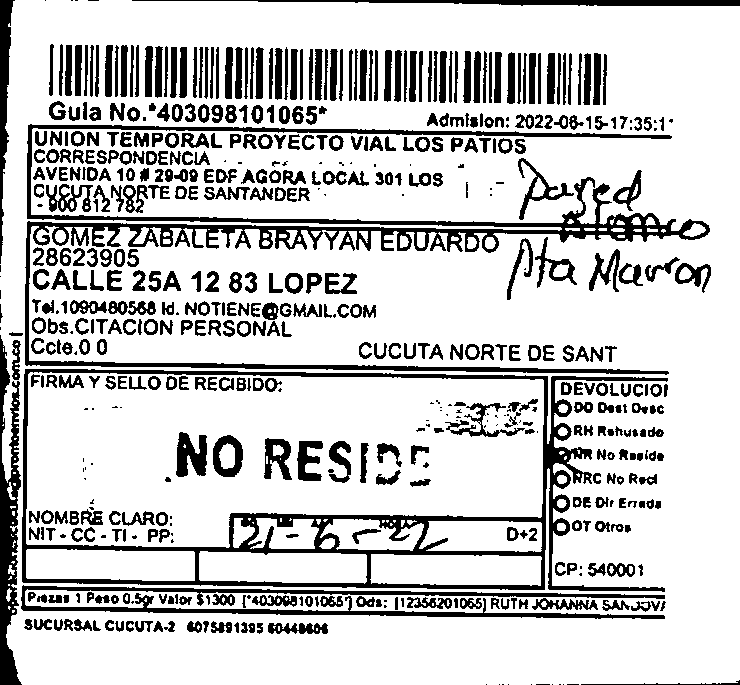 Guia No.*403098101065*
Admision: 2022-06-15-17:35:1
UNION TEMPORAL PROYECTO VIAL LOS PATIOS
CORRESPONDENCIA
AVENIDA 10 # 29-09 EDF AGORA LOCAL 301 LOS
CUCUTA NORTE DE SANTANDER
- 900 812 782
Pared
Pta Marron
GOMEZ ZABALETA BRAYYAN EDUARDO
28623905
CALLE 25A 12 83 LOPEZ
Tel.1090480568 Id. NOTIENE@GMAIL.COM
Obs.CITACION PERSONAL
Ccte.0 0
CUCUTA NORTE DE SANT
FIRMA Y SELLO DE RECIBIDO:
NO RESIDE
NOMBRE CLARO:
NIT - CC - TI - PP:
21-6-22
D+2
DEVOLUCIO
DD Dest Desc
RH Rehusado
NR No Reside
NRC No Recl
DE Dir Errada
OT Otros
CP: 540001
Piezas 1 Peso 0.5gr Valor $1300 [*403098101065*] Ods: [12356201065] RUTH JOHANNA SANDOVA
SUCURSAL CUCUTA-2 6075891395 60448606